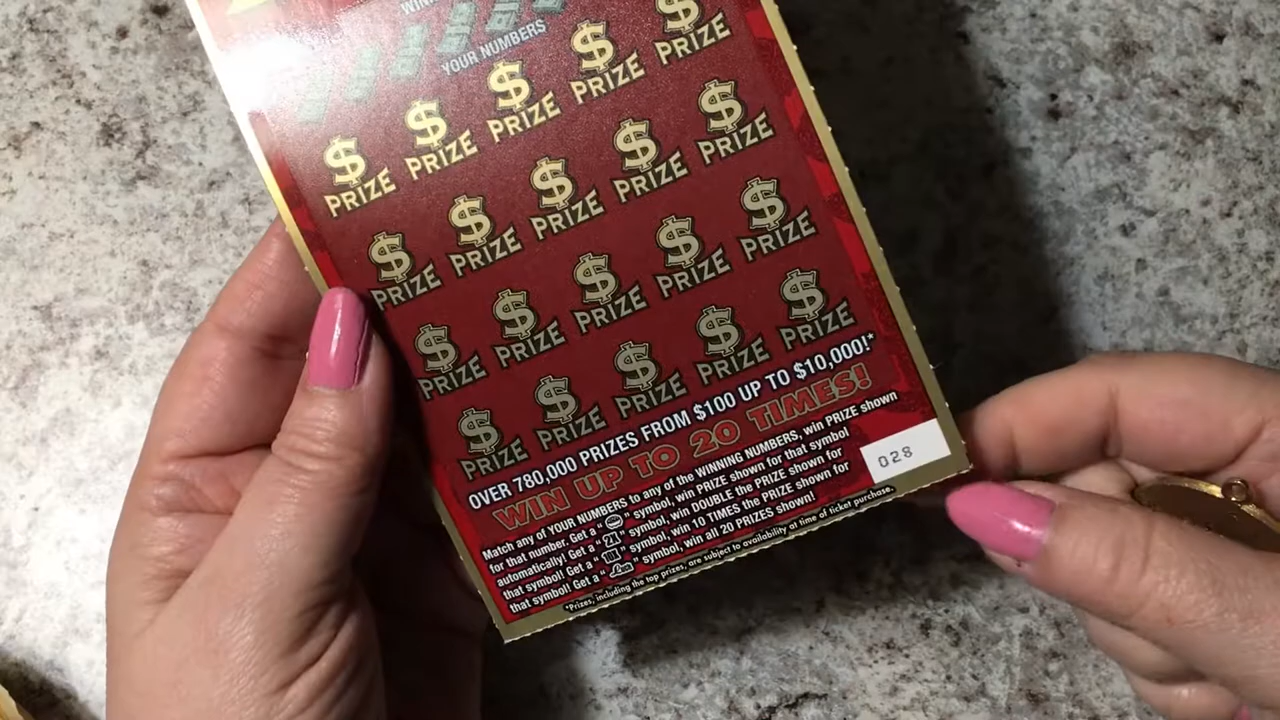 YOUR NUMBERS
$ $ $ $ $
PRIZE PRIZE PRIZE PRIZE PRIZE
$ $ $ $ $
PRIZE PRIZE PRIZE PRIZE PRIZE
$ $ $ $ $
PRIZE PRIZE PRIZE PRIZE PRIZE
$ $ $ $ $
PRIZE PRIZE PRIZE PRIZE PRIZE
OVER 780,000 PRIZES FROM $100 UP TO $10,000!*
WIN UP TO 20 TIMES!
Match any of YOUR NUMBERS to any of the WINNING NUMBERS, win PRIZE shown
for that number. Get a " " symbol, win PRIZE shown for that symbol
automatically! Get a " 2X " symbol, win DOUBLE the PRIZE shown for
that symbol! Get a " 10X " symbol, win 10 TIMES the PRIZE shown for
that symbol! Get a " " symbol, win all 20 PRIZES shown!
*Prizes, including the top prizes, are subject to availability at time of ticket purchase.
028